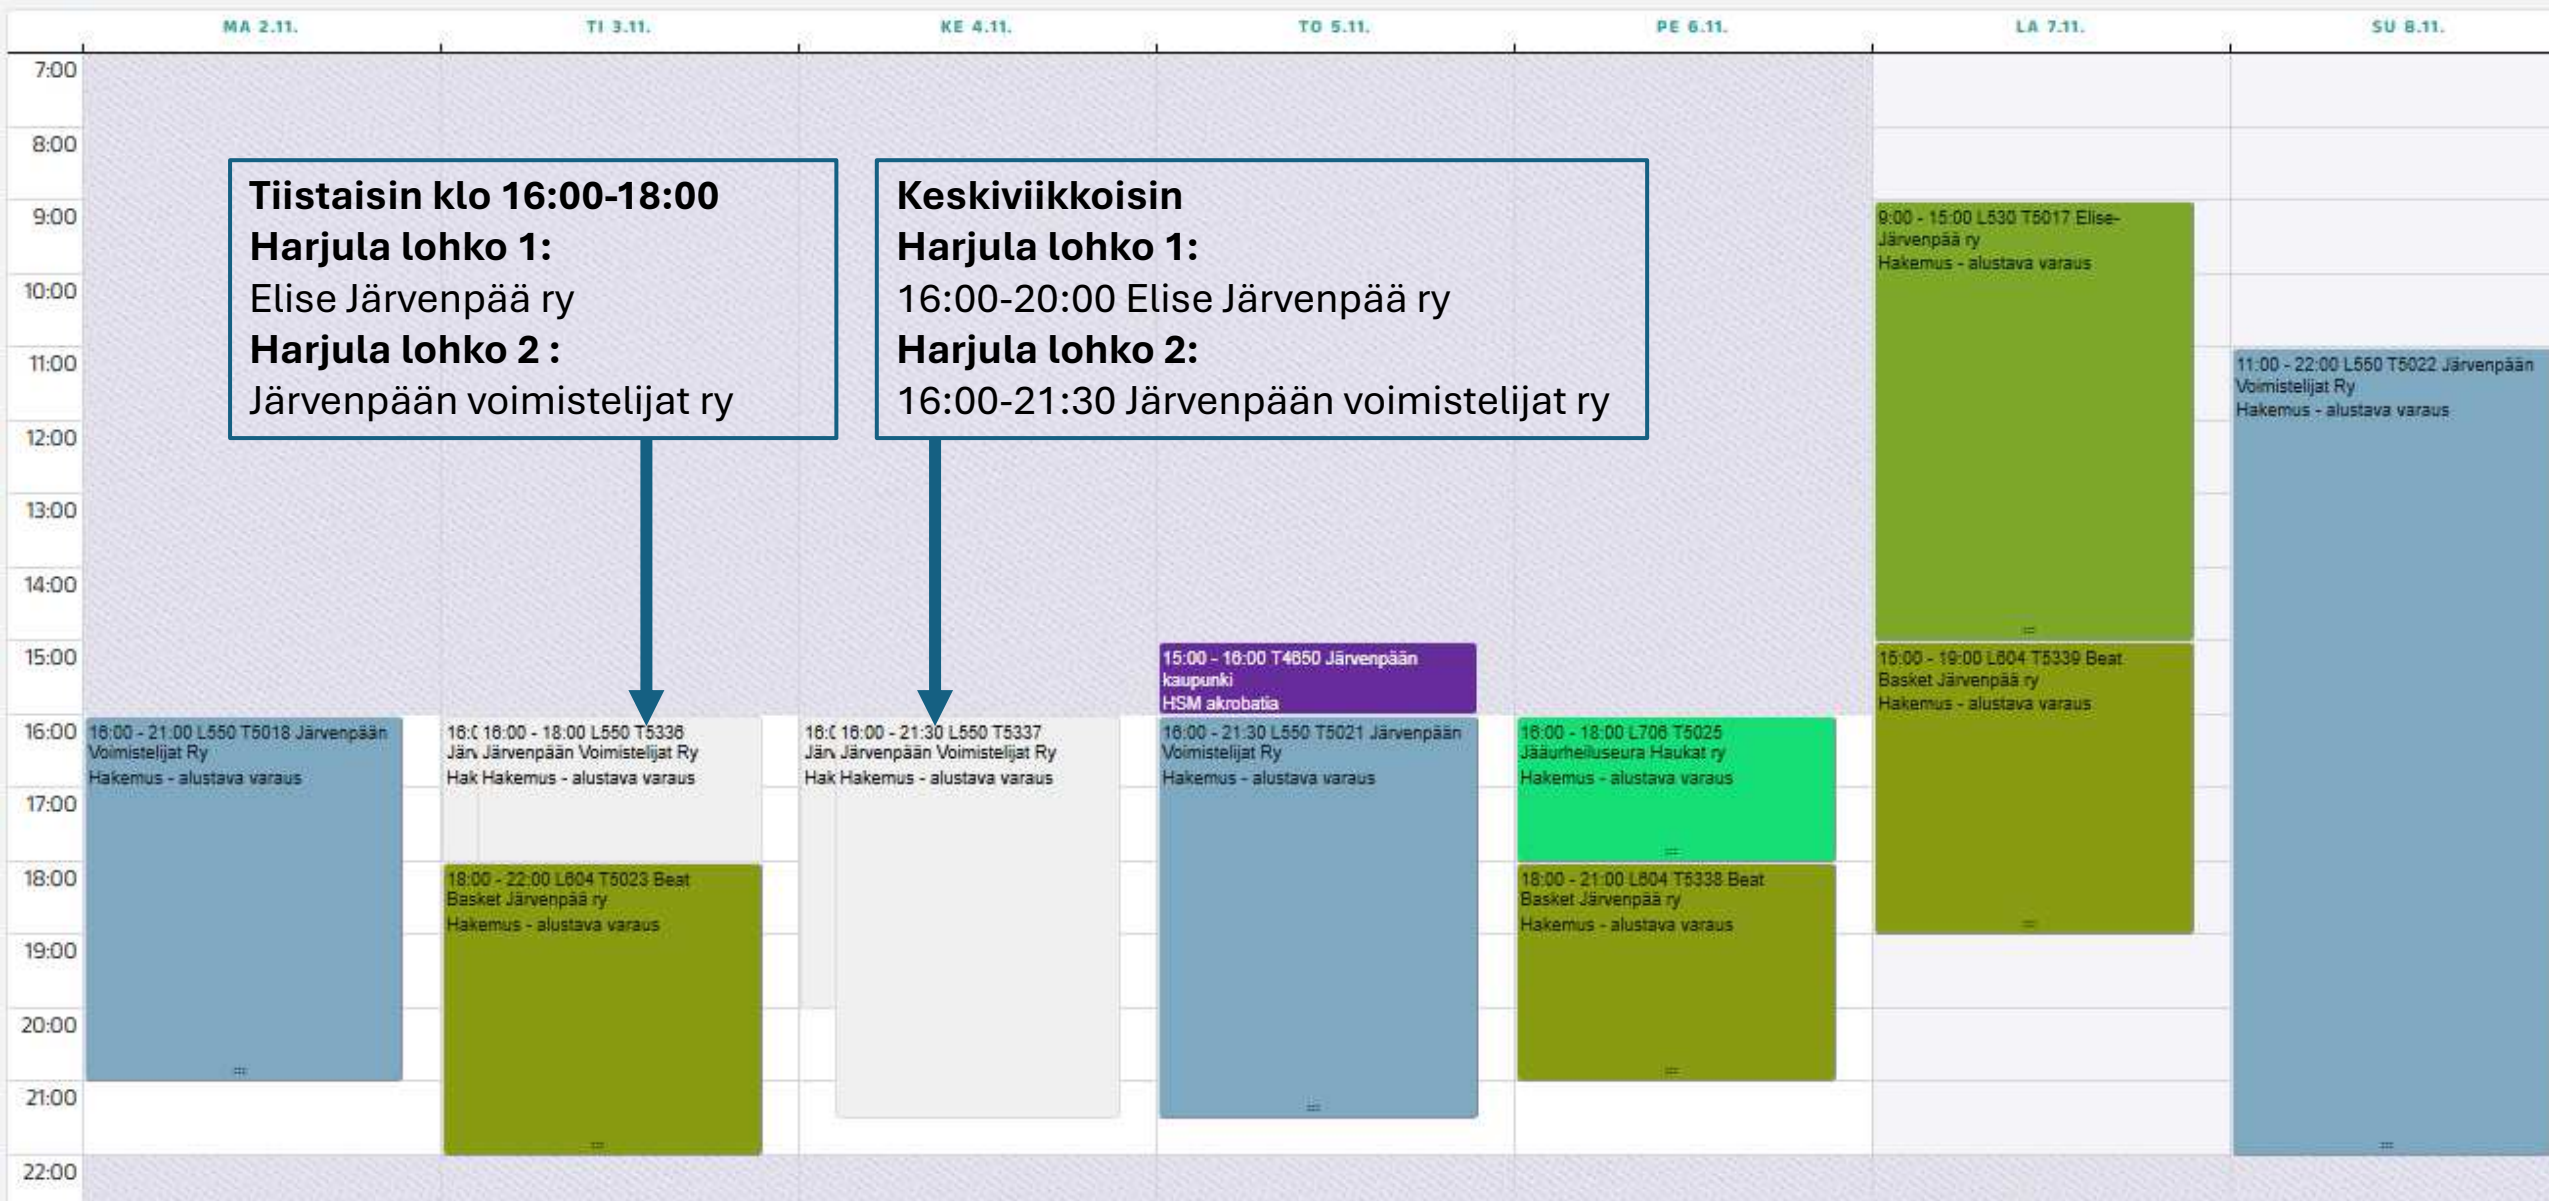 MA 2.11.
TI 3.11.
KE 4.11.
TO 5.11.
PE 6.11.
LA 7.11.
SU 8.11.
7:00
8:00
9:00
10:00
11:00
12:00
13:00
14:00
15:00
16:00
17:00
18:00
19:00
20:00
21:00
22:00
Tiistaisin klo 16:00-18:00
Harjula lohko 1:
Elise Järvenpää ry
Harjula lohko 2 :
Järvenpään voimistelijat ry
Keskiviikkoisin
Harjula lohko 1:
16:00-20:00 Elise Järvenpää ry
Harjula lohko 2:
16:00-21:30 Järvenpään voimistelijat ry
16:00 - 21:00 L550 T5018 Järvenpään
Voimistelijat Ry
Hakemus - alustava varaus
16:0
Järv
Hak
16:00 - 18:00 L550 T5336
Järvenpään Voimistelijat Ry
Hakemus - alustava varaus
18:00 - 22:00 L604 T5023 Beat
Basket Järvenpää ry
Hakemus - alustava varaus
16:0
Järv
Hak
16:00 - 21:30 L550 T5337
Järvenpään Voimistelijat Ry
Hakemus - alustava varaus
15:00 - 16:00 T4650 Järvenpään
kaupunki
HSM akrobatia
16:00 - 21:30 L550 T5021 Järvenpään
Voimistelijat Ry
Hakemus - alustava varaus
16:00 - 18:00 L706 T5025
Jääurheiluseura Haukat ry
Hakemus - alustava varaus
18:00 - 21:00 L604 T5338 Beat
Basket Järvenpää ry
Hakemus - alustava varaus
9:00 - 15:00 L530 T5017 Elise-
Järvenpää ry
Hakemus - alustava varaus
15:00 - 19:00 L604 T5339 Beat
Basket Järvenpää ry
Hakemus - alustava varaus
11:00 - 22:00 L550 T5022 Järvenpään
Voimistelijat Ry
Hakemus - alustava varaus